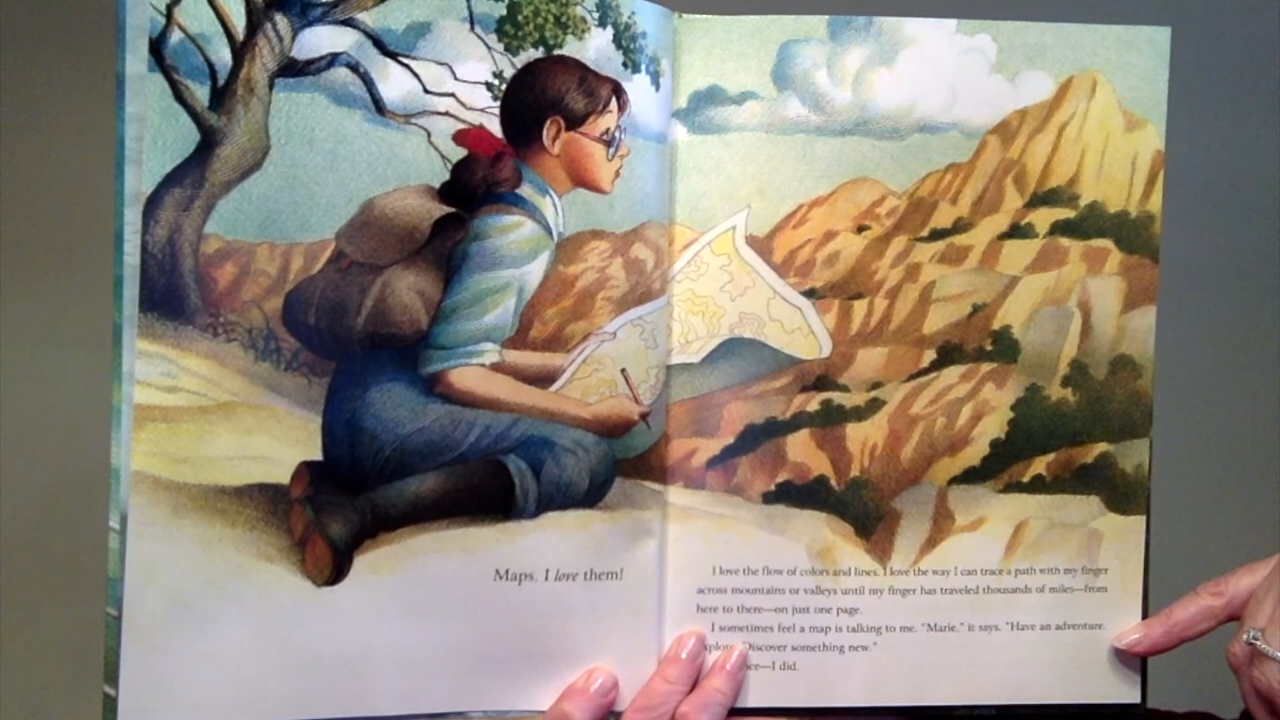 Maps. I love them!
I love the flow of colors and lines. I love the way I can trace a path with my finger
across mountains or valleys until my finger has traveled thousands of miles—from
here to there—on just one page.
I sometimes feel a map is talking to me. "Marie," it says. "Have an adventure.
Discover something new."
I did.